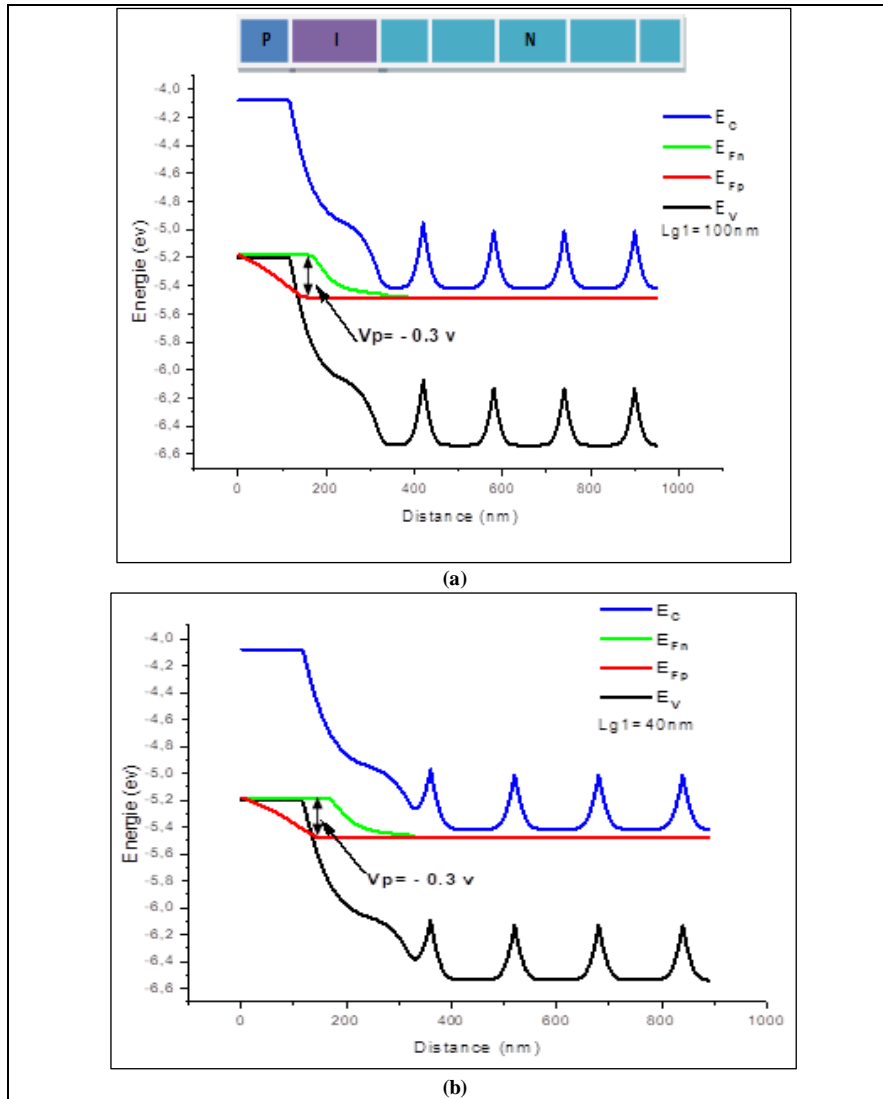 P I N
-4,0
-4,2
-4,4
-4,6
-4,8
-5,0
-5,2
-5,4
-5,6
-5,8
-6,0
-6,2
-6,4
-6,6
Energie (ev)
E_C
E_Fn
E_Fp
E_V
Lg1=100nm
Vp= - 0.3 v
0 200 400 600 800 1000
Distance (nm)
(a)
-4,0
-4,2
-4,4
-4,6
-4,8
-5,0
-5,2
-5,4
-5,6
-5,8
-6,0
-6,2
-6,4
-6,6
Energie (ev)
E_C
E_Fn
E_Fp
E_V
Lg1=40nm
Vp= - 0.3 v
0 200 400 600 800 1000
Distance (nm)
(b)